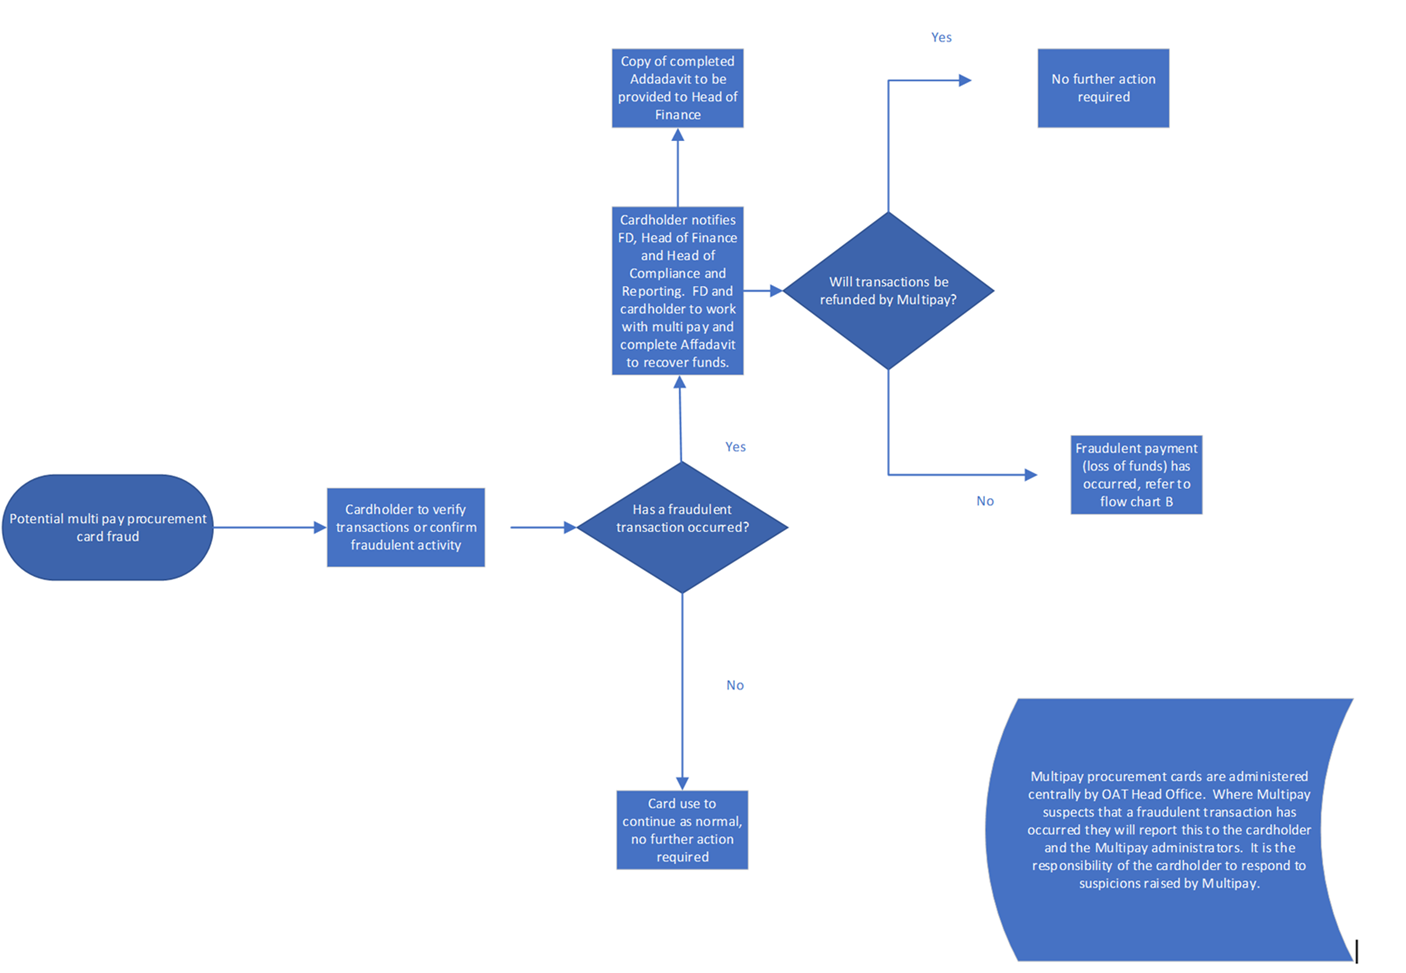 Potential multi pay procurement
card fraud
Cardholder to verify
transactions or confirm
fraudulent activity
Has a fraudulent
transaction occurred?
Yes
Cardholder notifies
FD, Head of Finance
and Head of
Compliance and
Reporting.  FD and
cardholder to work
with multi pay and
complete Affadavit
to recover funds.
Copy of completed
Addadavit to be
provided to Head of
Finance
Will transactions be
refunded by Multipay?
Yes
No further action
required
No
Fraudulent payment
(loss of funds) has
occurred, refer to
flow chart B
No
Card use to
continue as normal,
no further action
required
Multipay procurement cards are administered
centrally by OAT Head Office.  Where Multipay
suspects that a fraudulent transaction has
occurred they will report this to the cardholder
and the Multipay administrators.  It is the
responsibility of the cardholder to respond to
suspicions raised by Multipay.